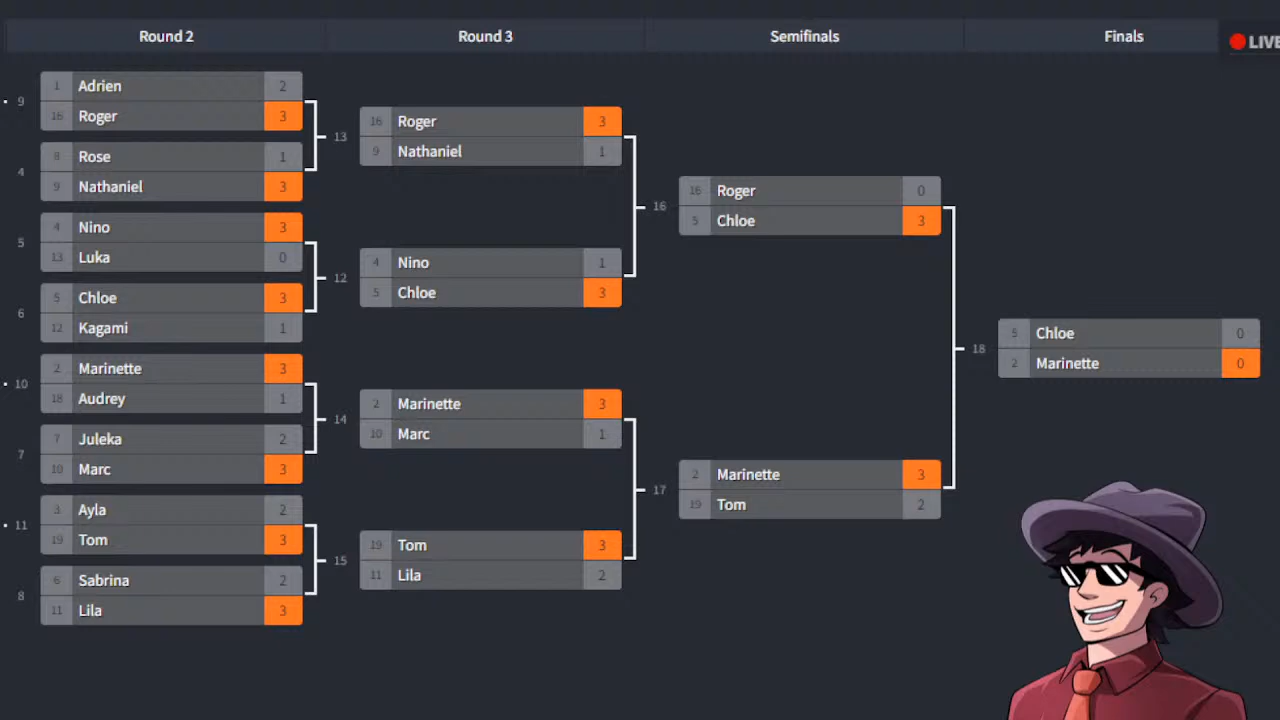 Round 2
Round 3
Semifinals
Finals
LIVE
9
1 Adrien 2
16 Roger 3
4
8 Rose 1
9 Nathaniel 3
5
4 Nino 3
13 Luka 0
6
5 Chloe 3
12 Kagami 1
10
2 Marinette 3
18 Audrey 1
7
7 Juleka 2
10 Marc 3
11
3 Ayla 2
19 Tom 3
8
6 Sabrina 2
11 Lila 3
13
16 Roger 3
9 Nathaniel 1
12
4 Nino 1
5 Chloe 3
14
2 Marinette 3
10 Marc 1
15
19 Tom 3
11 Lila 2
16
16 Roger 0
5 Chloe 3
17
2 Marinette 3
19 Tom 2
18
5 Chloe 0
2 Marinette 0